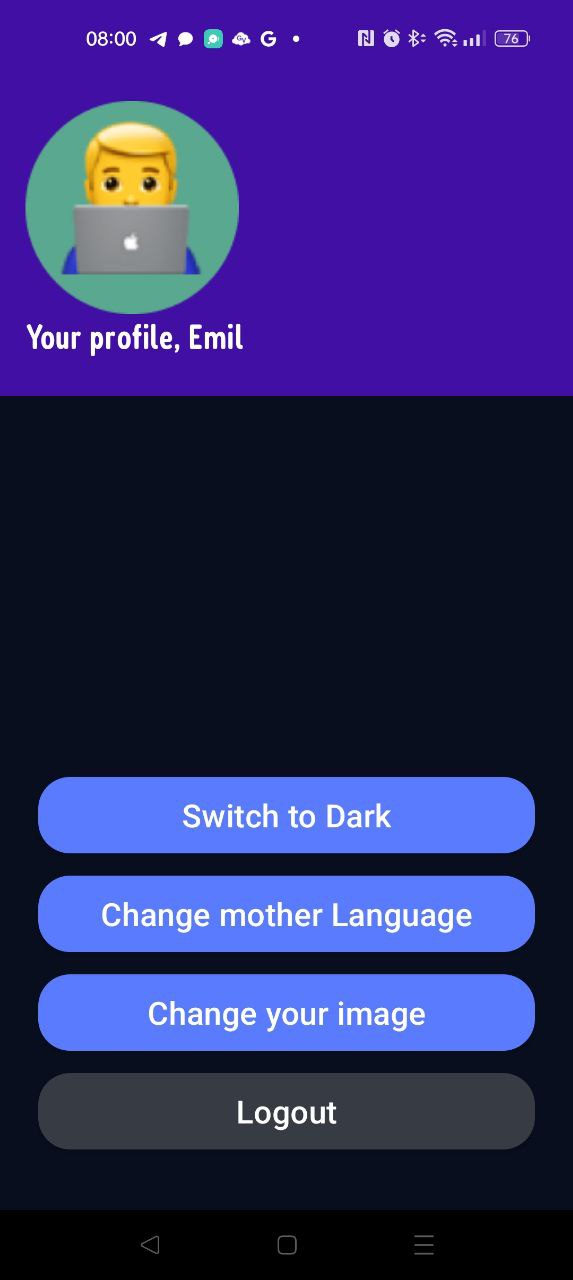 08:00
76
Your profile, Emil
Switch to Dark
Change mother Language
Change your image
Logout